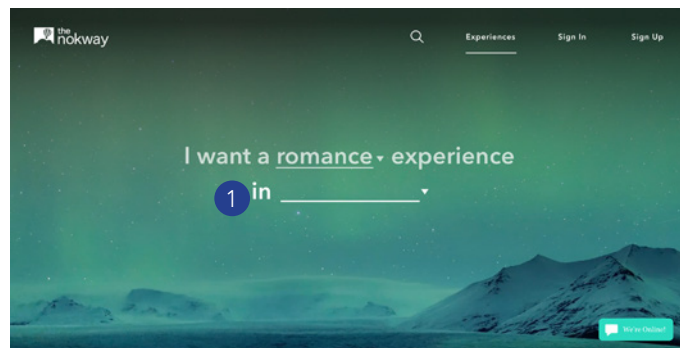 the
nokway
Experiences
Sign In
Sign Up
I want a romance experience
1
in
We're Online!